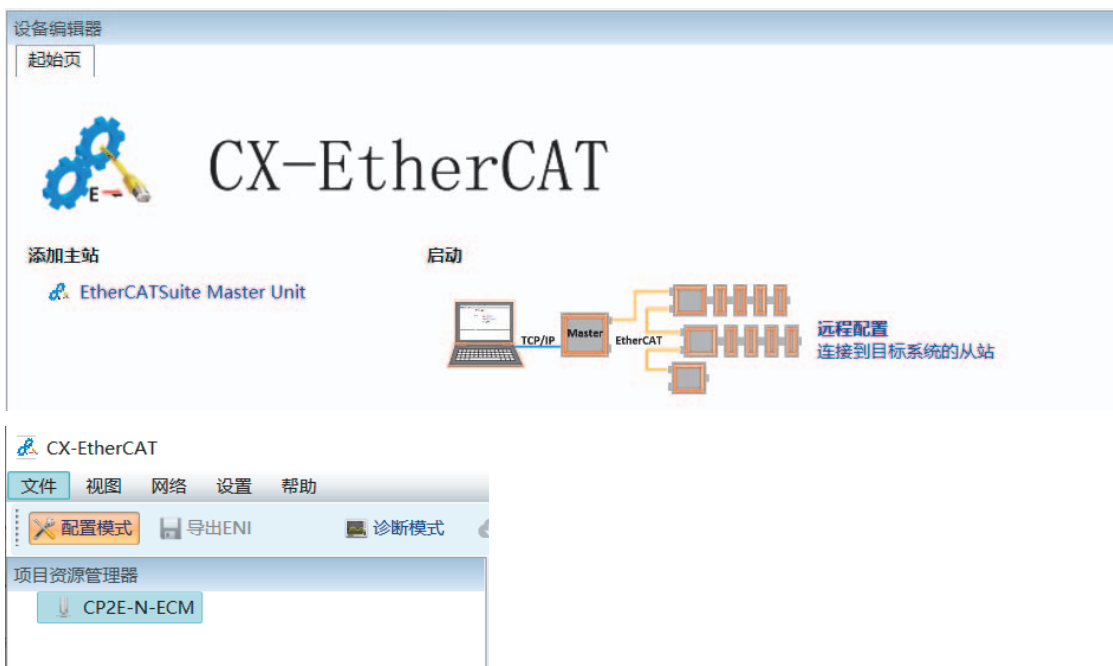 设备编辑器
起始页
E
CX-EtherCAT
添加主站
启动
EtherCATSuite Master Unit
TCP/IP
Master
EtherCAT
远程配置
连接到目标系统的从站
CX-EtherCAT
文件 视图 网络 设置 帮助
配置模式 导出ENI 诊断模式
项目资源管理器
CP2E-N-ECM